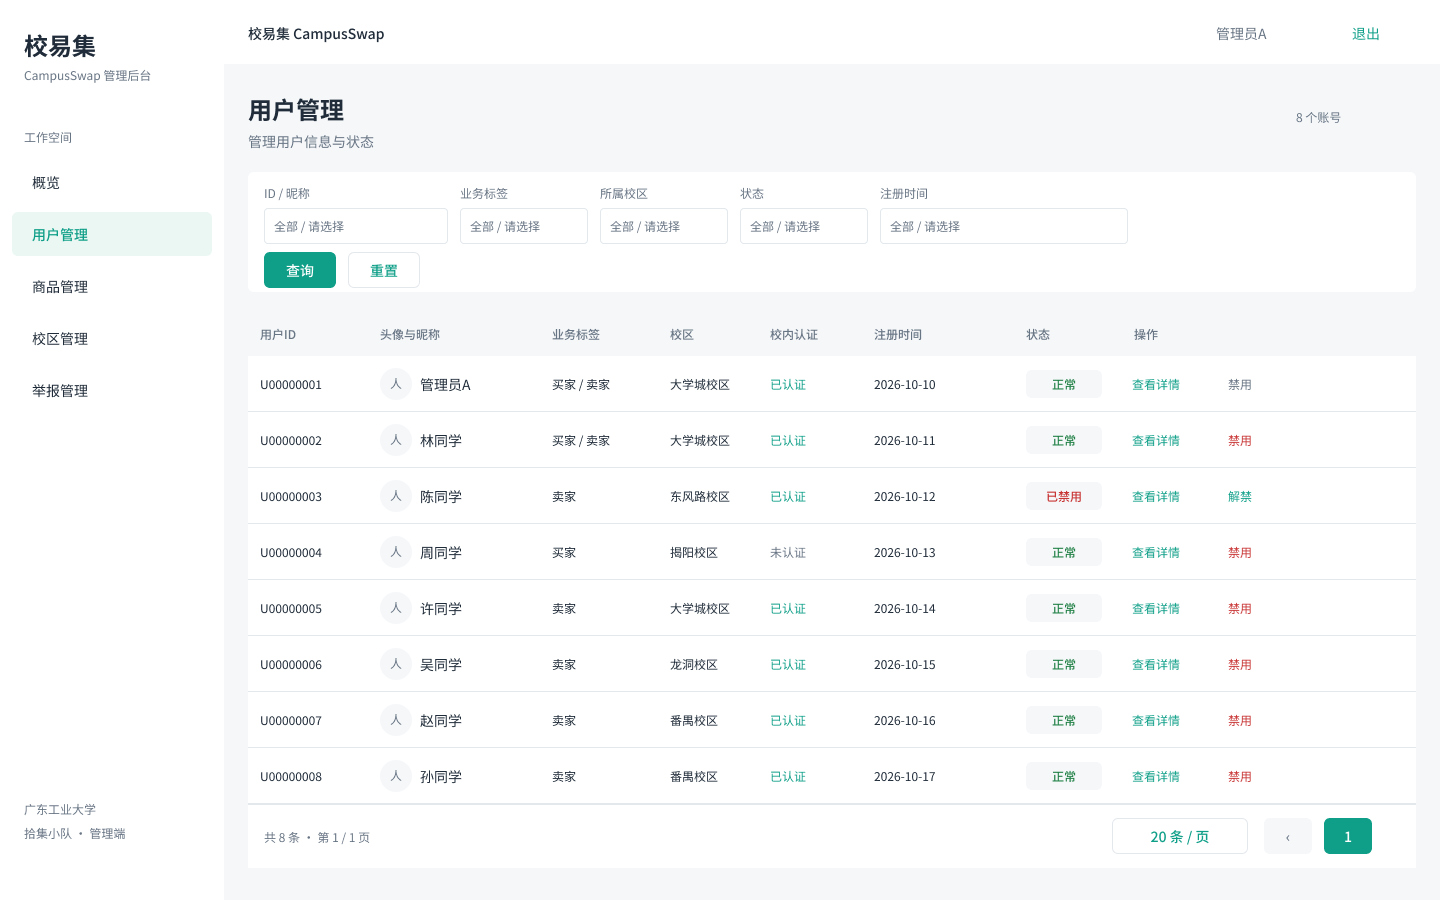 校易集
CampusSwap 管理后台
工作空间
概览
用户管理
商品管理
校区管理
举报管理
广东工业大学
拾集小队 · 管理端
校易集 CampusSwap
管理员A
退出
用户管理
管理用户信息与状态
8 个账号
ID / 昵称 业务标签 所属校区 状态 注册时间
全部 / 请选择 全部 / 请选择 全部 / 请选择 全部 / 请选择 全部 / 请选择
查询 重置
用户ID 头像与昵称 业务标签 校区 校内认证 注册时间 状态 操作
U00000001 人 管理员A 买家 / 卖家 大学城校区 已认证 2026-10-10 正常 查看详情 禁用
U00000002 人 林同学 买家 / 卖家 大学城校区 已认证 2026-10-11 正常 查看详情 禁用
U00000003 人 陈同学 卖家 东风路校区 已认证 2026-10-12 已禁用 查看详情 解禁
U00000004 人 周同学 买家 揭阳校区 未认证 2026-10-13 正常 查看详情 禁用
U00000005 人 许同学 卖家 大学城校区 已认证 2026-10-14 正常 查看详情 禁用
U00000006 人 吴同学 卖家 龙洞校区 已认证 2026-10-15 正常 查看详情 禁用
U00000007 人 赵同学 卖家 番禺校区 已认证 2026-10-16 正常 查看详情 禁用
U00000008 人 孙同学 卖家 番禺校区 已认证 2026-10-17 正常 查看详情 禁用
共 8 条 · 第 1 / 1 页 20 条 / 页 ‹ 1